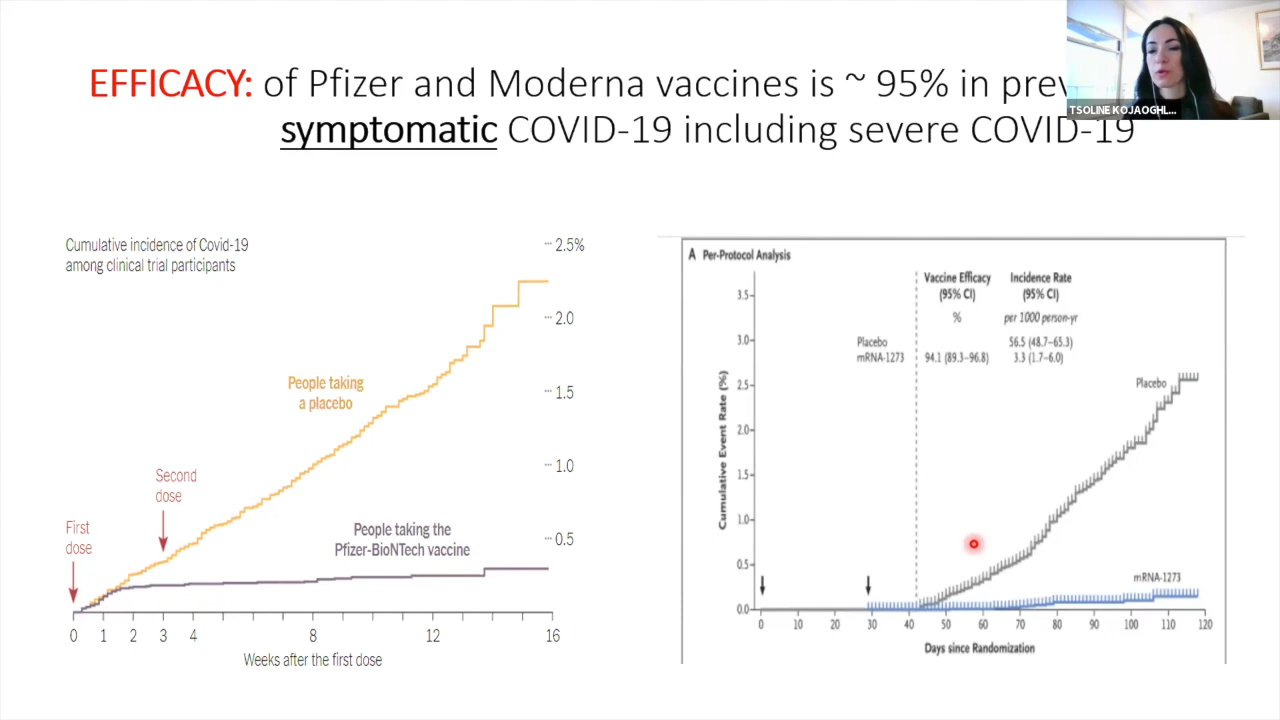 EFFICACY: of Pfizer and Moderna vaccines is ~ 95% in prev
symptomatic COVID-19 including severe COVID-19
TSOLINE KOJAOGHL...
Cumulative incidence of Covid-19
among clinical trial participants
2.5%
2.0
1.5
1.0
0.5
People taking
a placebo
Second
dose
First
dose
People taking the
Pfizer-BioNTech vaccine
0 1 2 3 4 8 12 16
Weeks after the first dose
A Per-Protocol Analysis
Vaccine Efficacy Incidence Rate
(95% CI) (95% CI)
% per 1000 person-yr
Placebo 56.5 (48.7–65.3)
mRNA-1273 94.1 (89.3–96.8) 3.3 (1.7–6.0)
Cumulative Event Rate (%)
3.5
3.0
2.5
2.0
1.5
1.0
0.5
0.0
Placebo
mRNA-1273
0 10 20 30 40 50 60 70 80 90 100 110 120
Days since Randomization